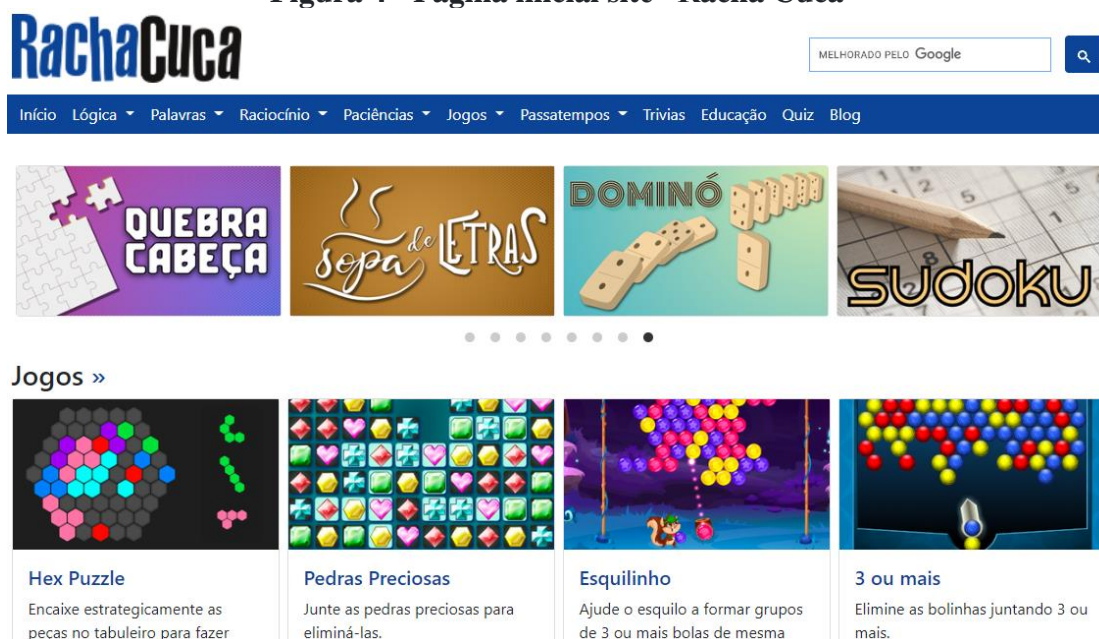 Figura 4 - Página inicial site - Racha Cuca
RachaCuca
MELHORADO PELO Google
Início Lógica Palavras Raciocínio Paciências Jogos Passatempos Trivias Educação Quiz Blog
QUEBRA
CABEÇA
sopa de LETRAS
DOMINÓ
sudoku
Jogos »
Hex Puzzle
Encaixe estrategicamente as
peças no tabuleiro para fazer
Pedras Preciosas
Junte as pedras preciosas para
eliminá-las.
Esquilinho
Ajude o esquilo a formar grupos
de 3 ou mais bolas de mesma
3 ou mais
Elimine as bolinhas juntando 3 ou
mais.